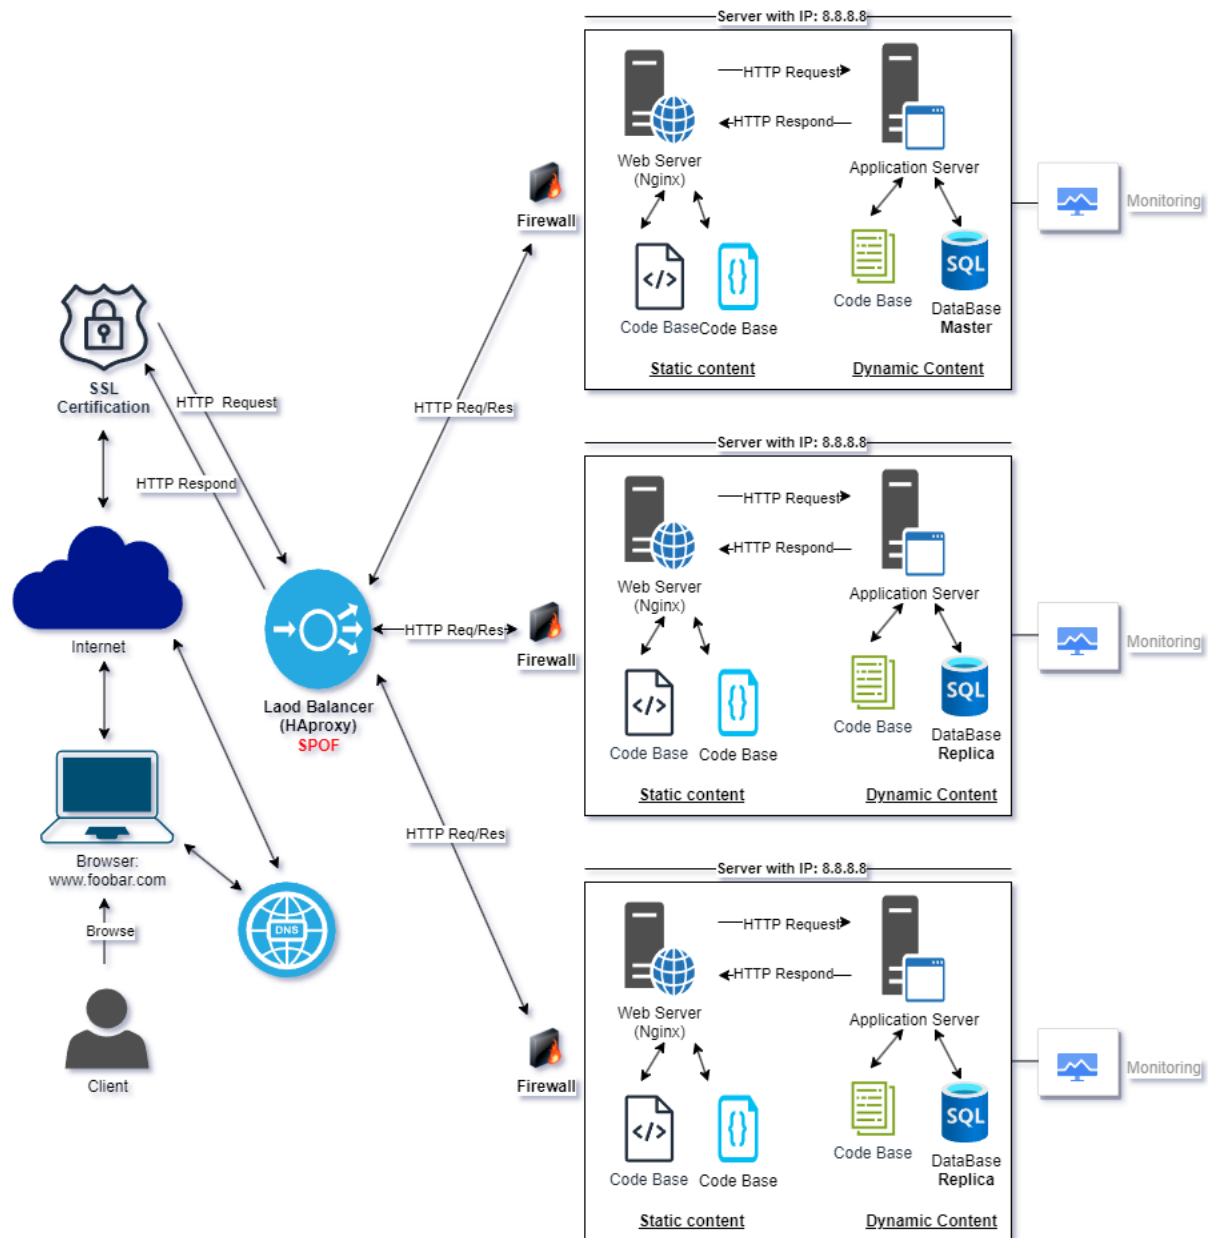 Server with IP: 8.8.8.8
HTTP Request
HTTP Respond
Web Server
(Nginx)
Application Server
Firewall
Monitoring
Code Base
Code Base
Code Base
DataBase
Master
Static content
Dynamic Content
SSL
Certification
HTTP Request
HTTP Respond
HTTP Req/Res
Internet
Laod Balancer
(HAproxy)
SPOF
HTTP Req/Res
Server with IP: 8.8.8.8
HTTP Request
HTTP Respond
Web Server
(Nginx)
Application Server
Firewall
Monitoring
Code Base
Code Base
Code Base
DataBase
Replica
Static content
Dynamic Content
HTTP Req/Res
Browser:
www.foobar.com
DNS
Browse
Client
Server with IP: 8.8.8.8
HTTP Request
HTTP Respond
Web Server
(Nginx)
Application Server
Firewall
Monitoring
Code Base
Code Base
Code Base
DataBase
Replica
Static content
Dynamic Content
SQL
SQL
SQL